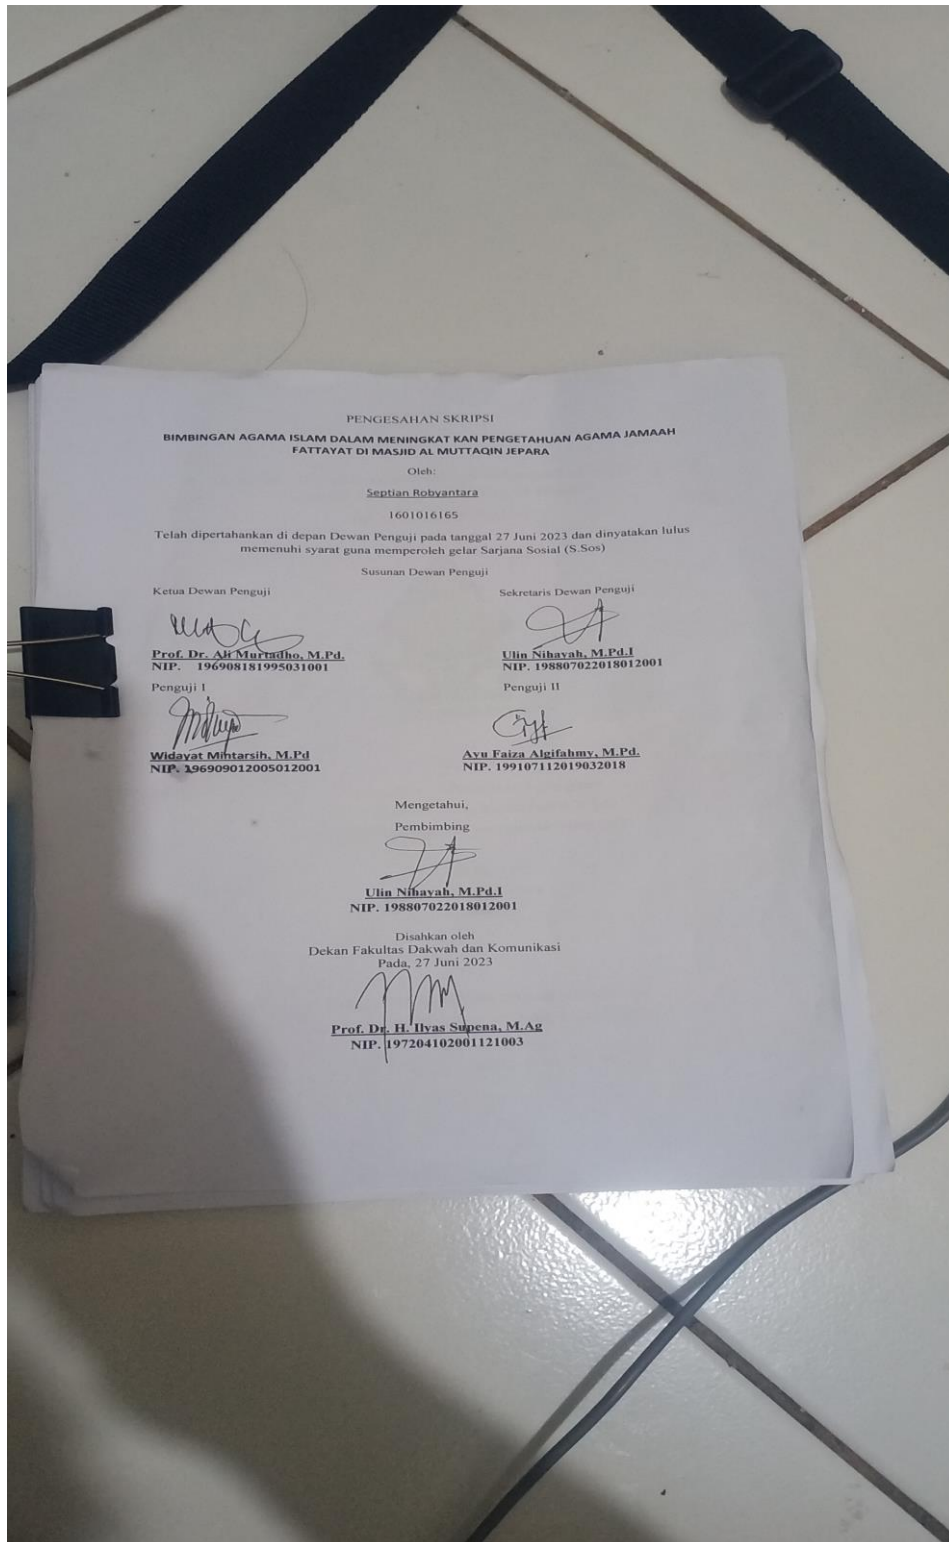 PENGESAHAN SKRIPSI
BIMBINGAN AGAMA ISLAM DALAM MENINGKAT KAN PENGETAHUAN AGAMA JAMAAH
FATTAYAT DI MASJID AL MUTTAQIN JEPARA
Oleh:
Septian Robyantara
1601016165
Telah dipertahankan di depan Dewan Penguji pada tanggal 27 Juni 2023 dan dinyatakan lulus
memenuhi syarat guna memperoleh gelar Sarjana Sosial (S.Sos)
Susunan Dewan Penguji
Ketua Dewan Penguji
Sekretaris Dewan Penguji
Prof. Dr. Ali Murtadho, M.Pd.
NIP. 196908181995031001
Ulin Nihayah, M.Pd.I
NIP. 198807022018012001
Penguji I
Penguji II
Widayat Mintarsih, M.Pd
NIP. 196909012005012001
Ayu Faiza Algifahmy, M.Pd.
NIP. 199107112019032018
Mengetahui,
Pembimbing
Ulin Nihayah, M.Pd.I
NIP. 198807022018012001
Disahkan oleh
Dekan Fakultas Dakwah dan Komunikasi
Pada, 27 Juni 2023
Prof. Dr. H. Ilyas Supena, M.Ag
NIP. 197204102001121003